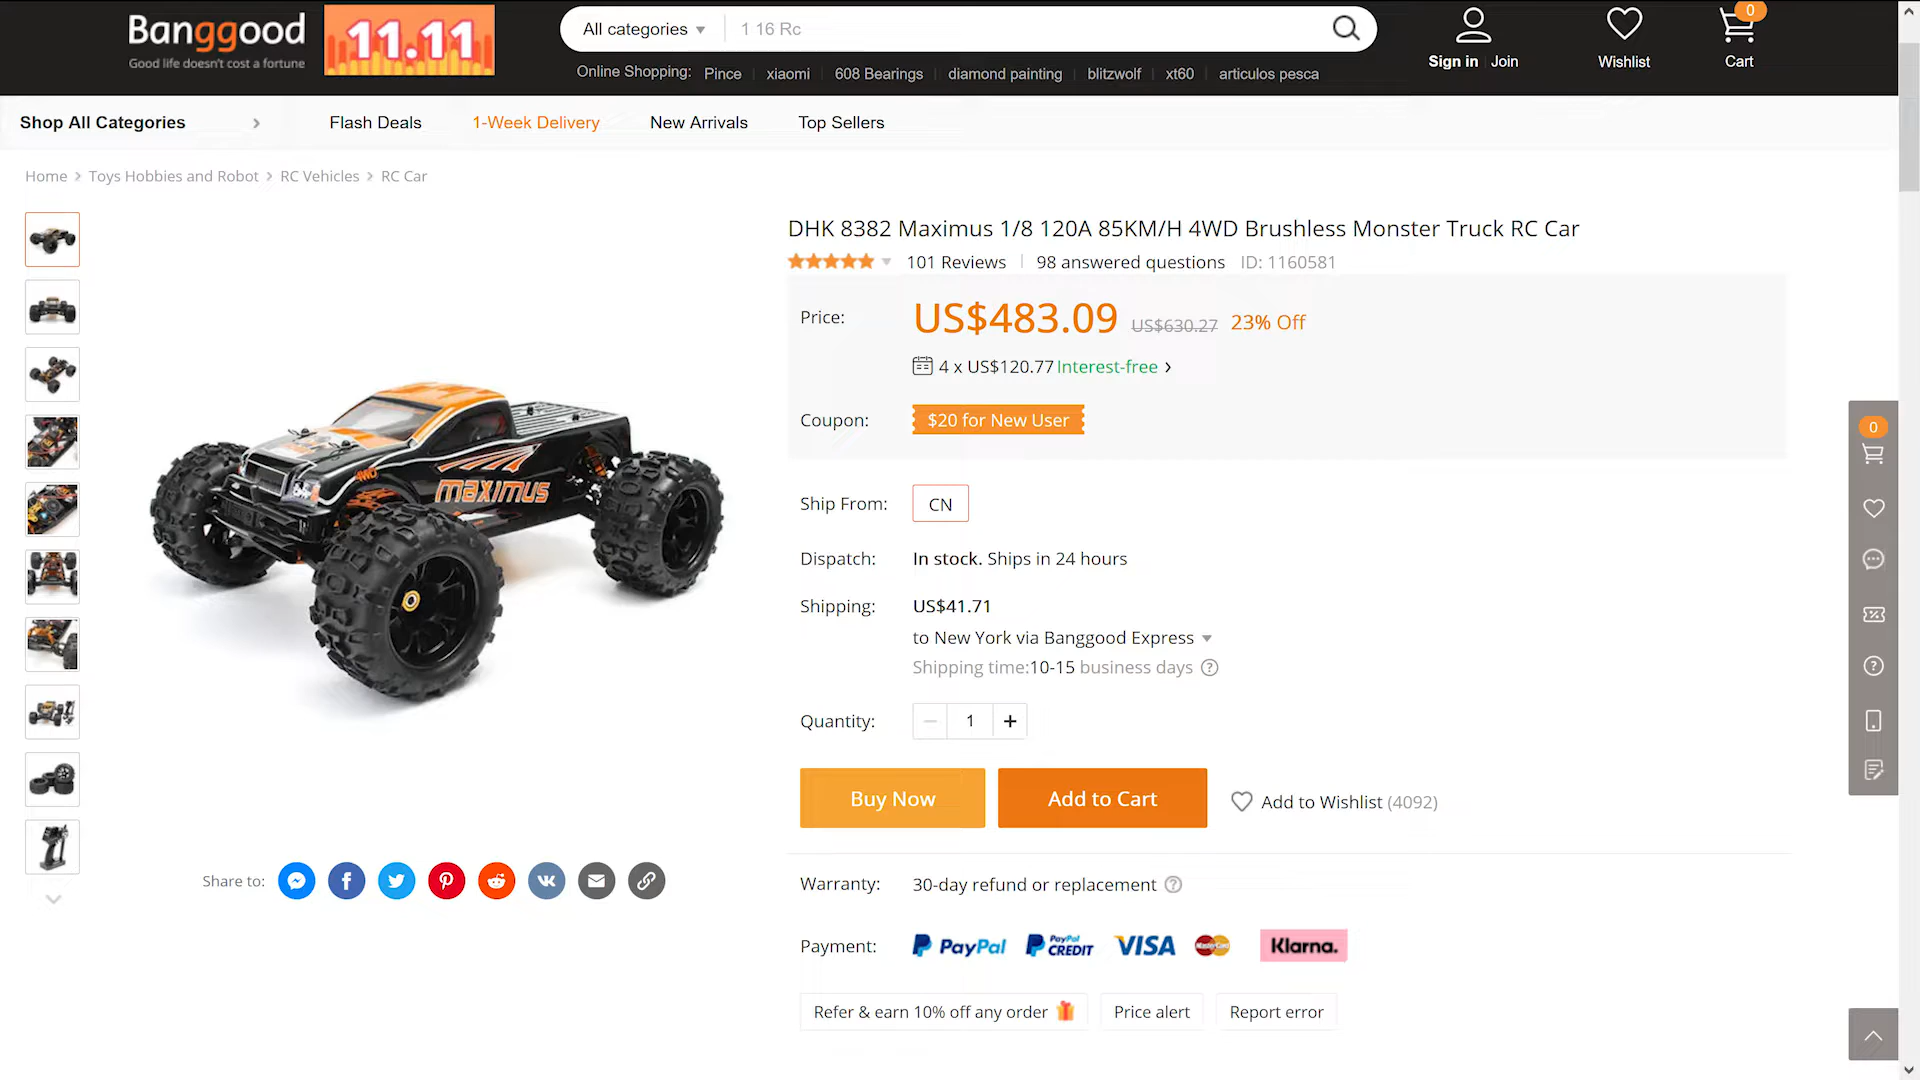 Banggood
Good life doesn't cost a fortune
11.11
All categories
1 16 Rc
Online Shopping: Pince xiaomi 608 Bearings diamond painting blitzwolf xt60 articulos pesca
Sign in Join
Wishlist
0
Cart
Shop All Categories
Flash Deals
1-Week Delivery
New Arrivals
Top Sellers
Home > Toys Hobbies and Robot > RC Vehicles > RC Car
DHK 8382 Maximus 1/8 120A 85KM/H 4WD Brushless Monster Truck RC Car
101 Reviews 98 answered questions ID: 1160581
Price: US$483.09 US$630.27 23% Off
4 x US$120.77 Interest-free >
Coupon: $20 for New User
4WD
MAXIMUS
Ship From: CN
Dispatch: In stock. Ships in 24 hours
Shipping: US$41.71
to New York via Banggood Express
Shipping time:10-15 business days
Quantity: 1
Buy Now
Add to Cart
Add to Wishlist (4092)
0
Share to:
Warranty: 30-day refund or replacement
Payment: PayPal PayPal CREDIT VISA MasterCard Klarna.
Refer & earn 10% off any order
Price alert
Report error